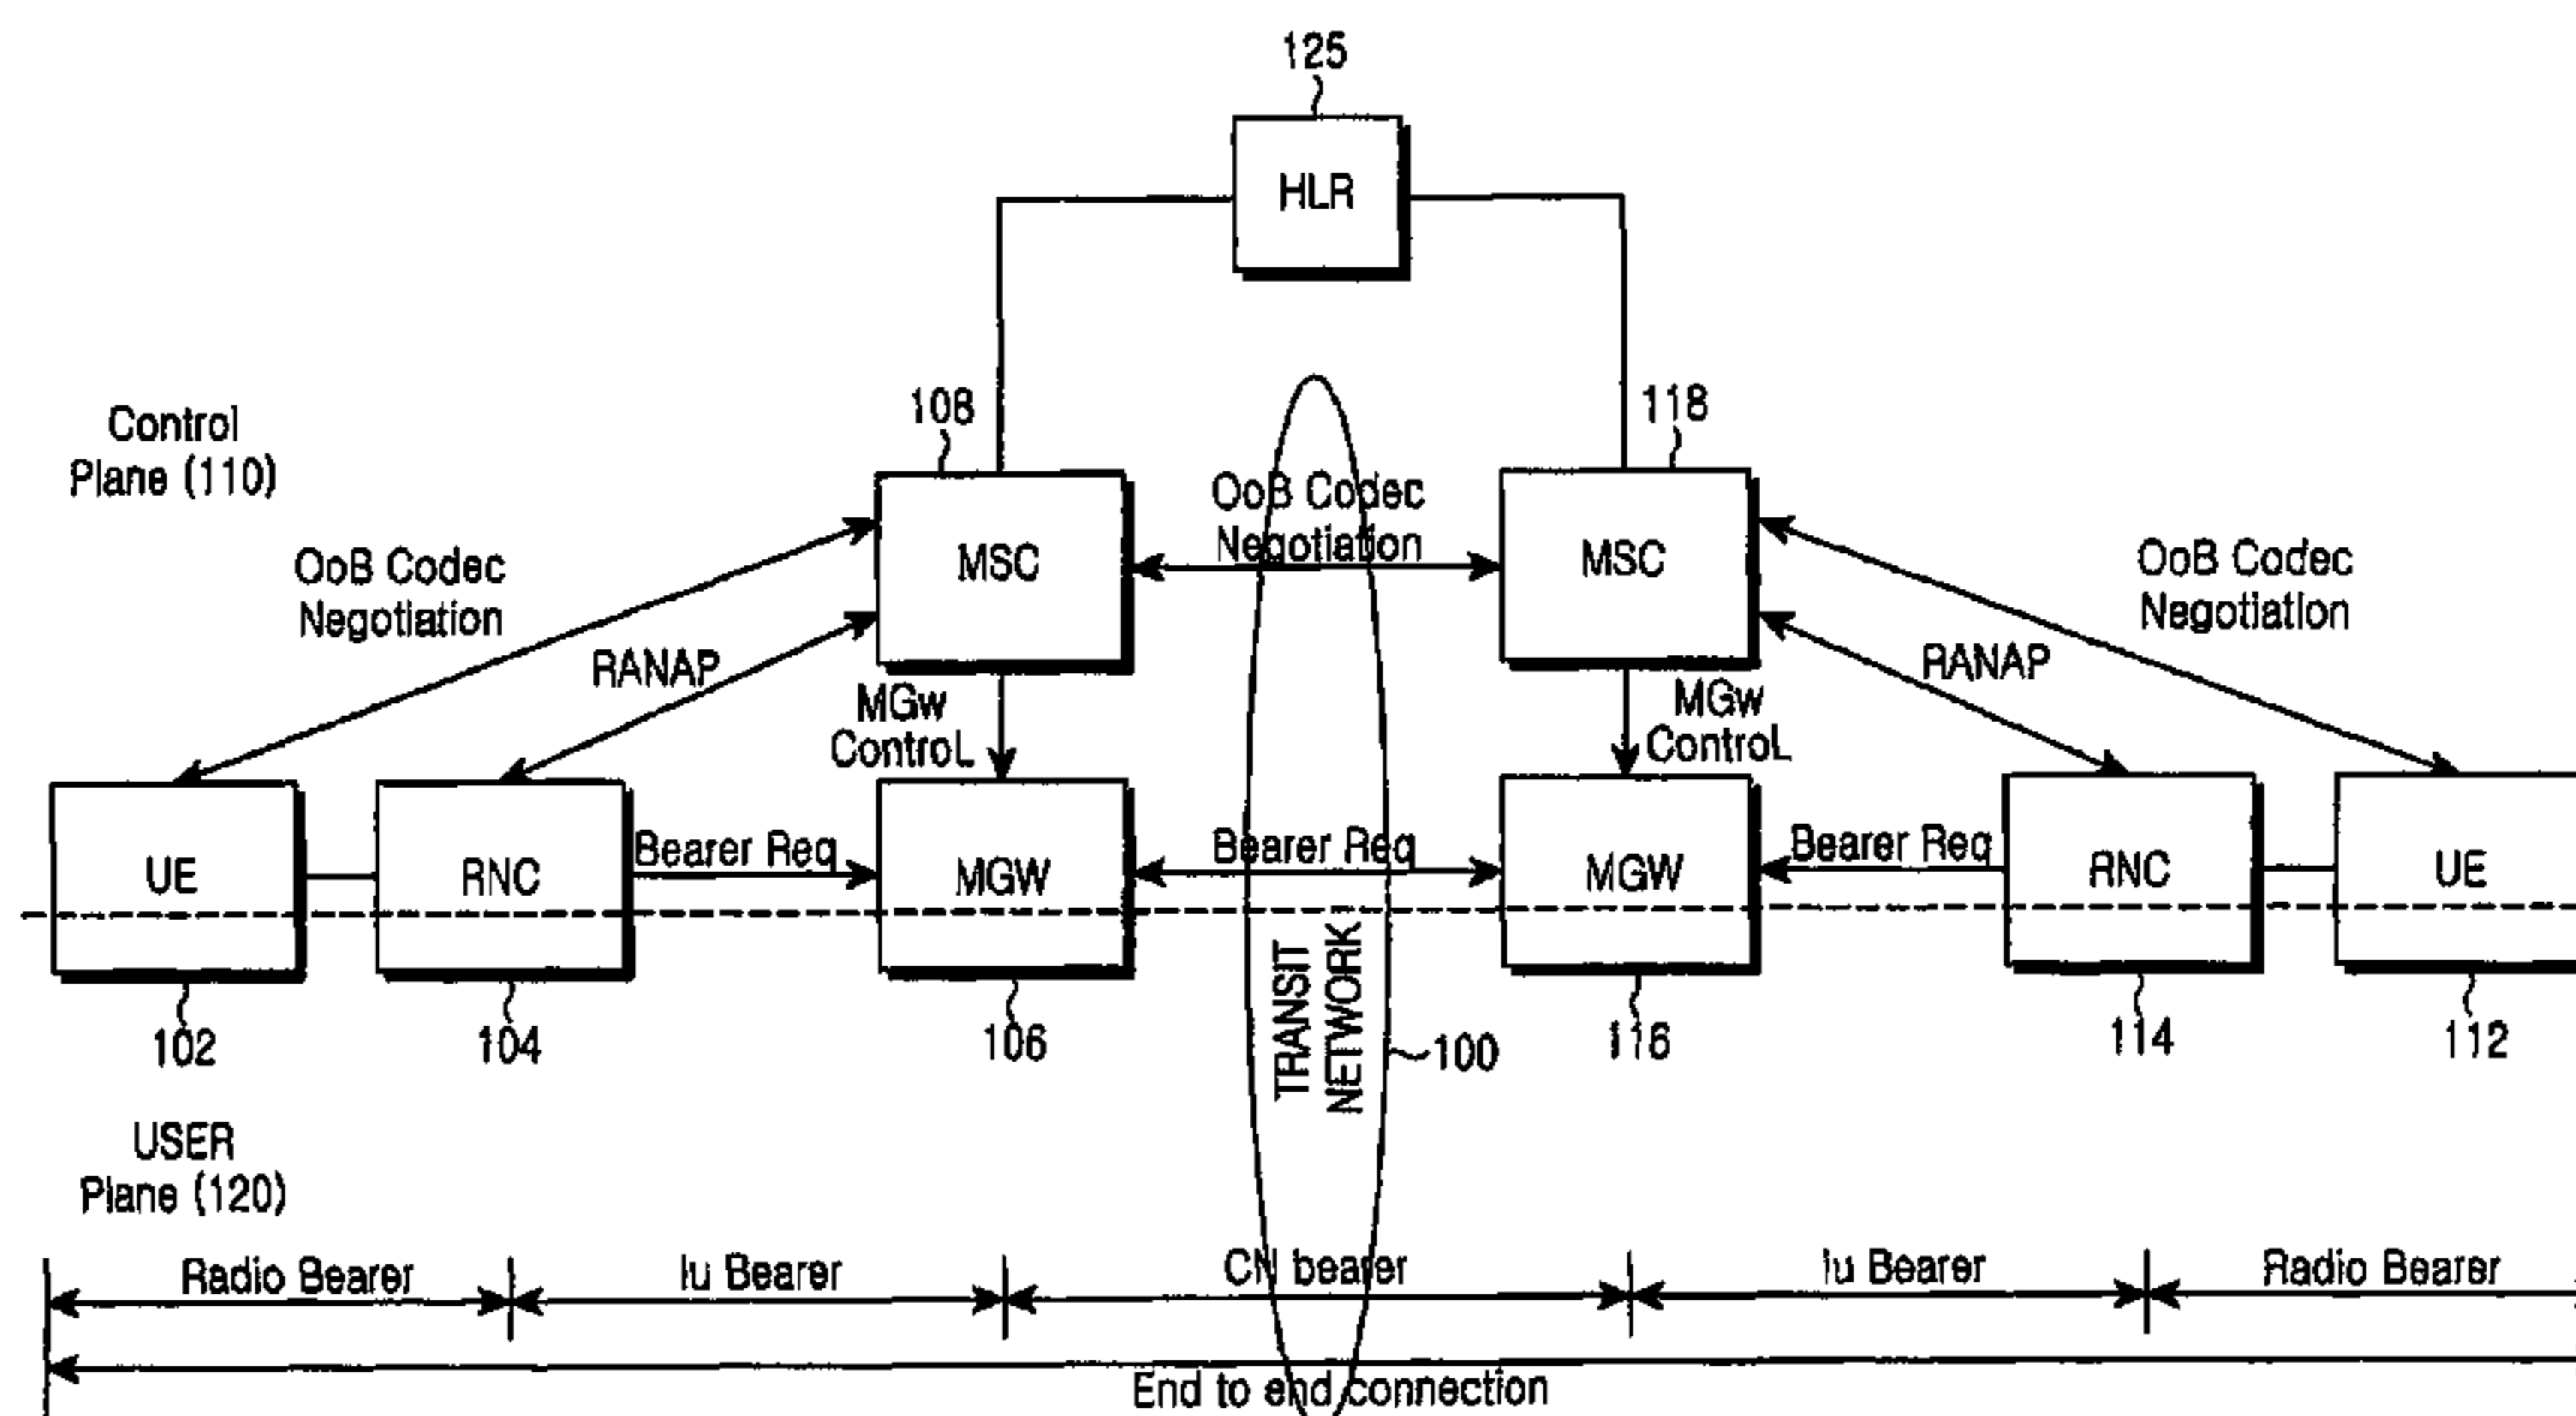 125
HLR
108
118
Control
Plane (110)
OoB Codec
Negotiation
OoB Codec
Negotiation
OoB Codec
Negotiation
MSC
MSC
RANAP
RANAP
MGw
ControL
MGw
ControL
UE
RNC
Bearer Req
MGW
Bearer Req
MGW
Bearer Req
RNC
UE
102
104
106
TRANSIT
NETWORK
100
116
114
112
USER
Plane (120)
Radio Bearer
Iu Bearer
CN bearer
Iu Bearer
Radio Bearer
End to end connection